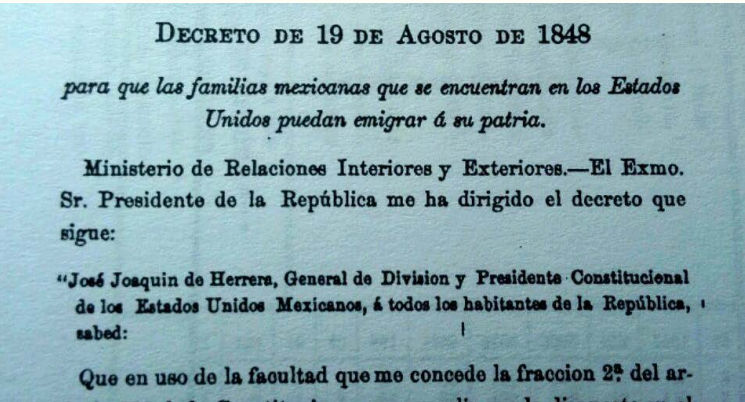 DECRETO DE 19 DE AGOSTO DE 1848
para que las familias mexicanas que se encuentran en los Estados
Unidos puedan emigrar á su patria.
Ministerio de Relaciones Interiores y Exteriores.—El Exmo.
Sr. Presidente de la República me ha dirigido el decreto que
sigue:
“José Joaquin de Herrera, General de Division y Presidente Constitucional
de los Estados Unidos Mexicanos, á todos los habitantes de la República,
sabed:
Que en uso de la facultad que me concede la fraccion 2ª del ar-